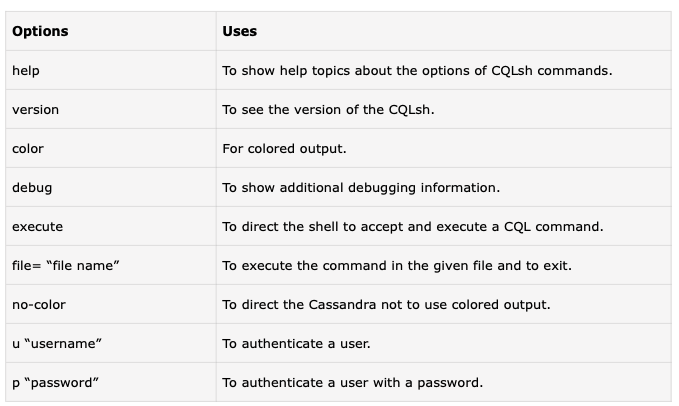 Options Uses
help To show help topics about the options of CQLsh commands.
version To see the version of the CQLsh.
color For colored output.
debug To show additional debugging information.
execute To direct the shell to accept and execute a CQL command.
file= “file name” To execute the command in the given file and to exit.
no-color To direct the Cassandra not to use colored output.
u “username” To authenticate a user.
p “password” To authenticate a user with a password.